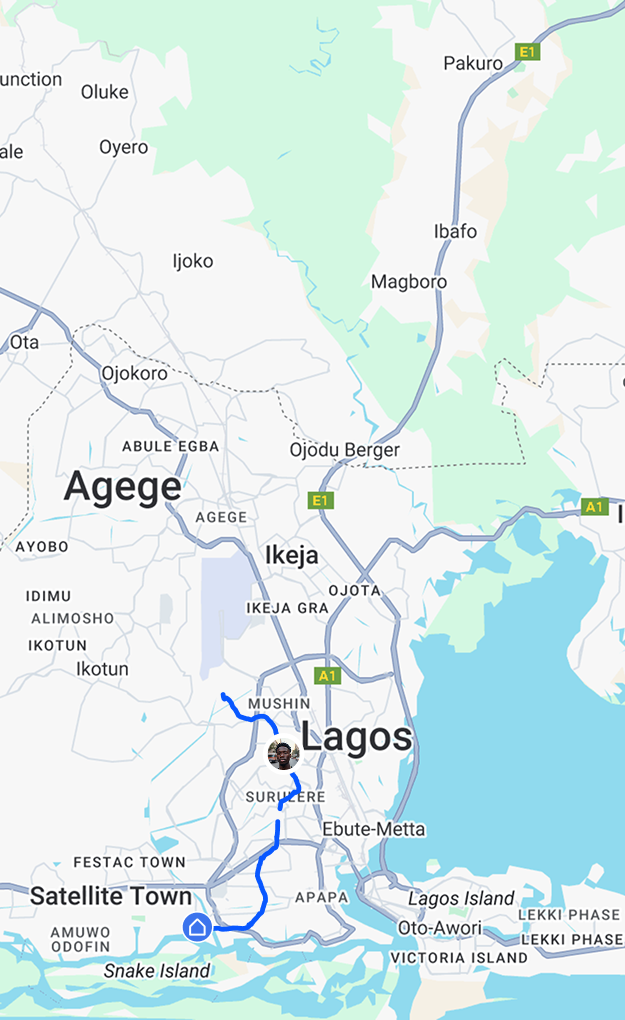 Pakuro
E1
unction
Oluke
Oyero
ale
Ibafo
Ijoko
Magboro
Ota
Ojokoro
ABULE EGBA
Ojodu Berger
Agege
E1
A1
AGEGE
AYOBO
Ikeja
IDIMU
OJOTA
ALIMOSHO
IKEJA GRA
IKOTUN
Ikotun
A1
MUSHIN
Lagos
SURULERE
Ebute-Metta
FESTAC TOWN
Satellite Town
APAPA
Lagos Island
LEKKI PHASE
Oto-Awori
AMUWO
ODOFIN
LEKKI PHASE
VICTORIA ISLAND
Snake Island